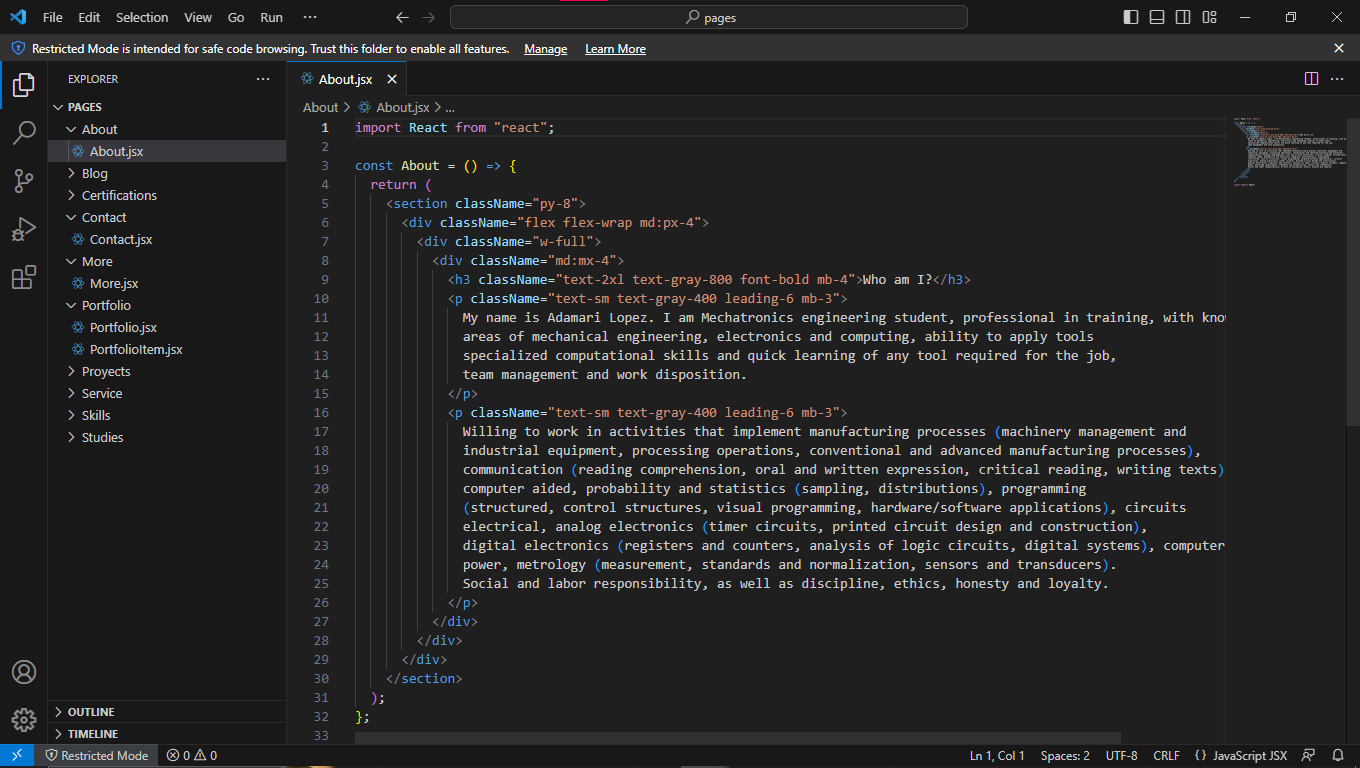 File Edit Selection View Go Run ···
pages
Restricted Mode is intended for safe code browsing. Trust this folder to enable all features. Manage Learn More
EXPLORER ···
PAGES
About
About.jsx
Blog
Certifications
Contact
Contact.jsx
More
More.jsx
Portfolio
Portfolio.jsx
PortfolioItem.jsx
Proyects
Service
Skills
Studies
OUTLINE
TIMELINE
About.jsx
About > About.jsx > ...
1 import React from "react";
2
3 const About = () => {
4 return (
5 <section className="py-8">
6 <div className="flex flex-wrap md:px-4">
7 <div className="w-full">
8 <div className="md:mx-4">
9 <h3 className="text-2xl text-gray-800 font-bold mb-4">Who am I?</h3>
10 <p className="text-sm text-gray-400 leading-6 mb-3">
11 My name is Adamari Lopez. I am Mechatronics engineering student, professional in training, with know
12 areas of mechanical engineering, electronics and computing, ability to apply tools
13 specialized computational skills and quick learning of any tool required for the job,
14 team management and work disposition.
15 </p>
16 <p className="text-sm text-gray-400 leading-6 mb-3">
17 Willing to work in activities that implement manufacturing processes (machinery management and
18 industrial equipment, processing operations, conventional and advanced manufacturing processes),
19 communication (reading comprehension, oral and written expression, critical reading, writing texts)
20 computer aided, probability and statistics (sampling, distributions), programming
21 (structured, control structures, visual programming, hardware/software applications), circuits
22 electrical, analog electronics (timer circuits, printed circuit design and construction),
23 digital electronics (registers and counters, analysis of logic circuits, digital systems), computer
24 power, metrology (measurement, standards and normalization, sensors and transducers).
25 Social and labor responsibility, as well as discipline, ethics, honesty and loyalty.
26 </p>
27 </div>
28 </div>
29 </div>
30 </section>
31 );
32 };
33
Restricted Mode 0 0 Ln 1, Col 1 Spaces: 2 UTF-8 CRLF {} JavaScript JSX